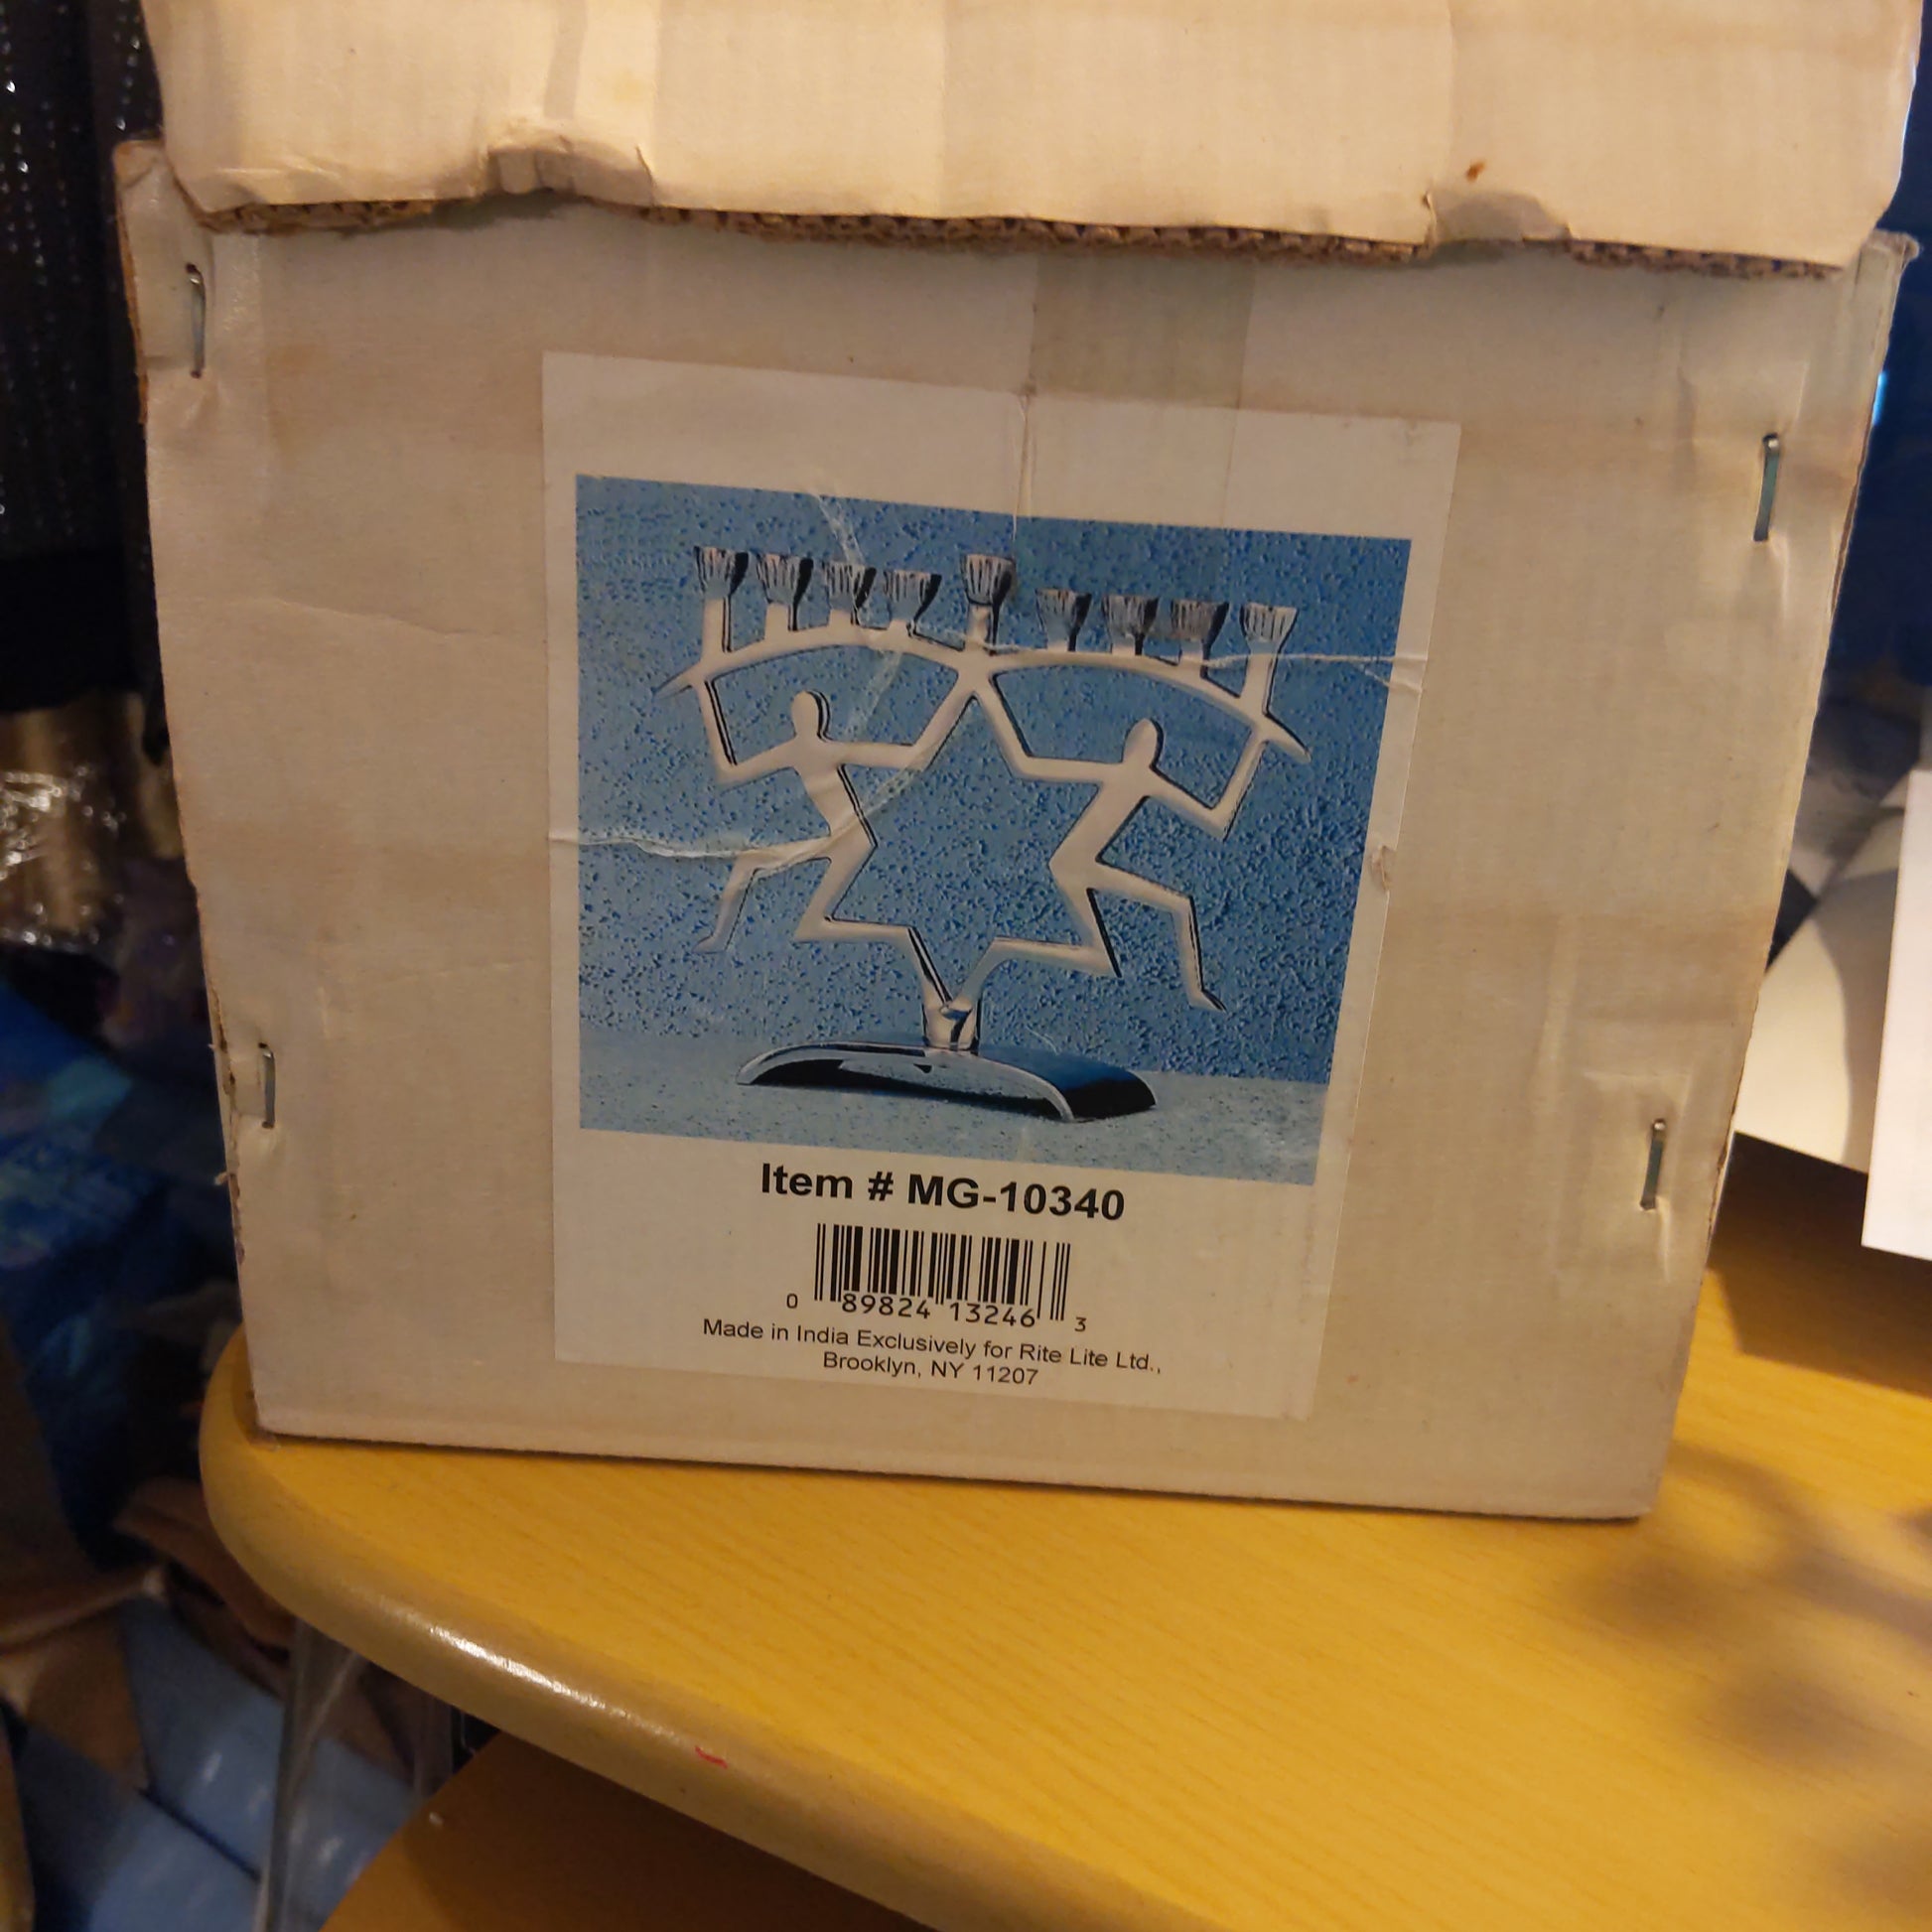 Item # MG-10340
0 89824 13246 3
Made in India Exclusively for Rite Lite Ltd.,
Brooklyn, NY 11207